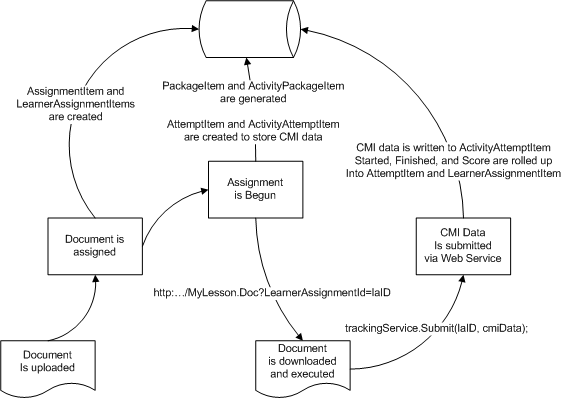 AssignmentItem and
LearnerAssignmentItems
are created
PackageItem and ActivityPackageItem
are generated
AttemptItem and ActivityAttemptItem
are created to store CMI data
CMI data is written to ActivityAttemptItem
Started, Finished, and Score are rolled up
Into AttemptItem and LearnerAssignmentItem
Assignment
is Begun
Document is
assigned
CMI Data
Is submitted
via Web Service
http:…/MyLesson.Doc?LearnerAssignmentId=IaID
trackingService.Submit(IaID, cmiData);
Document
Is uploaded
Document
is downloaded
and executed